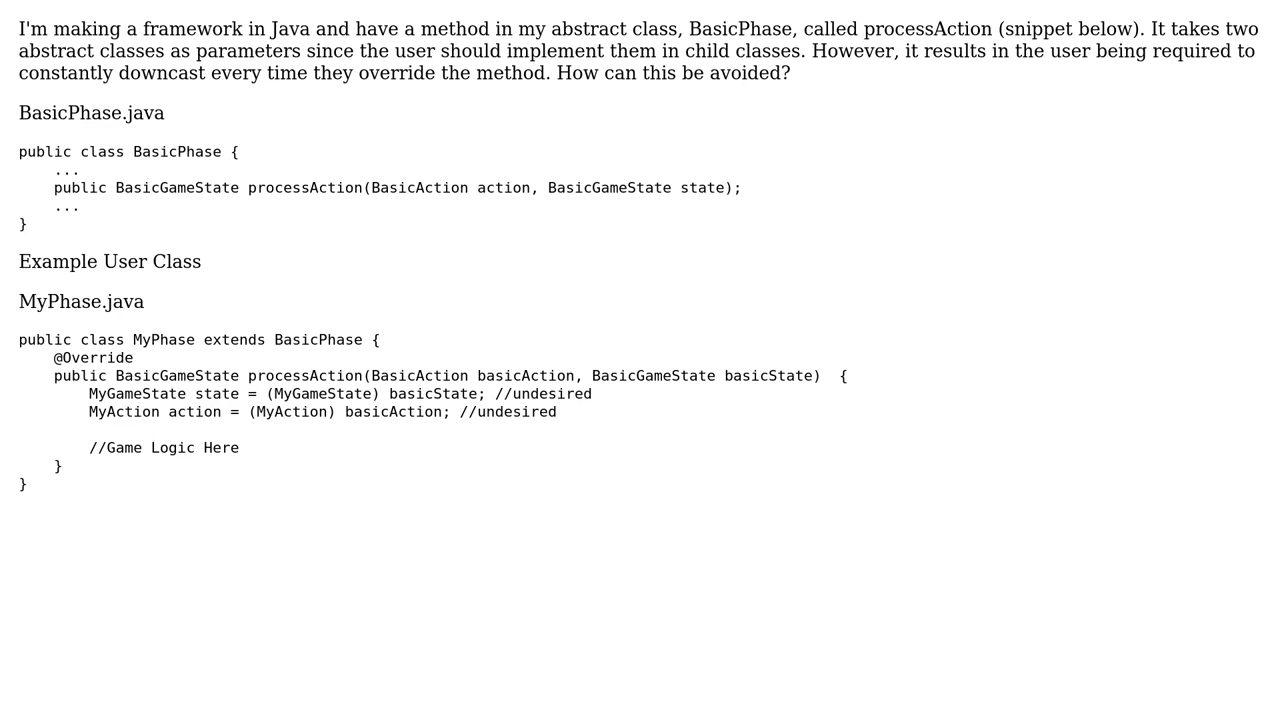 I'm making a framework in Java and have a method in my abstract class, BasicPhase, called processAction (snippet below). It takes two
abstract classes as parameters since the user should implement them in child classes. However, it results in the user being required to
constantly downcast every time they override the method. How can this be avoided?
BasicPhase.java
public class BasicPhase {
    ...
    public BasicGameState processAction(BasicAction action, BasicGameState state);
    ...
}
Example User Class
MyPhase.java
public class MyPhase extends BasicPhase {
    @Override
    public BasicGameState processAction(BasicAction basicAction, BasicGameState basicState)  {
        MyGameState state = (MyGameState) basicState; //undesired
        MyAction action = (MyAction) basicAction; //undesired

        //Game Logic Here
    }
}